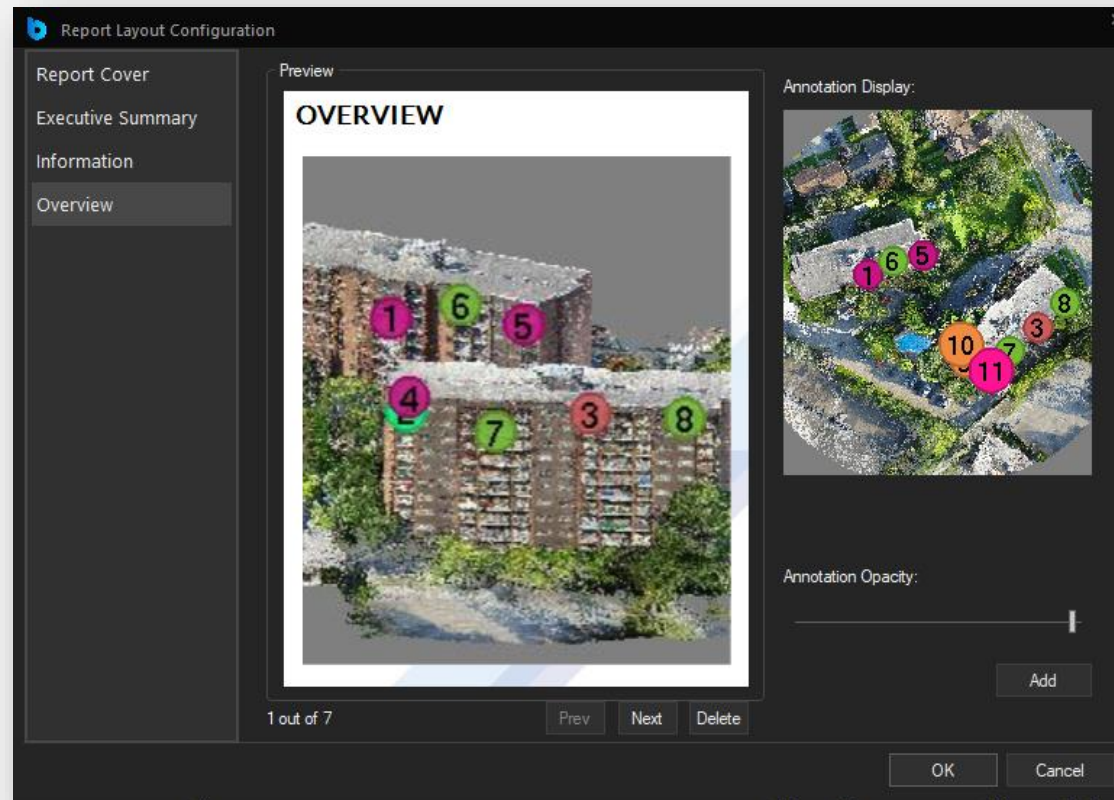 Report Layout Configuration
Report Cover
Executive Summary
Information
Overview
Preview
OVERVIEW
1
6
5
4
7
3
8
1 out of 7
Prev
Next
Delete
Annotation Display:
6
5
1
8
3
10
7
11
Annotation Opacity:
Add
OK
Cancel